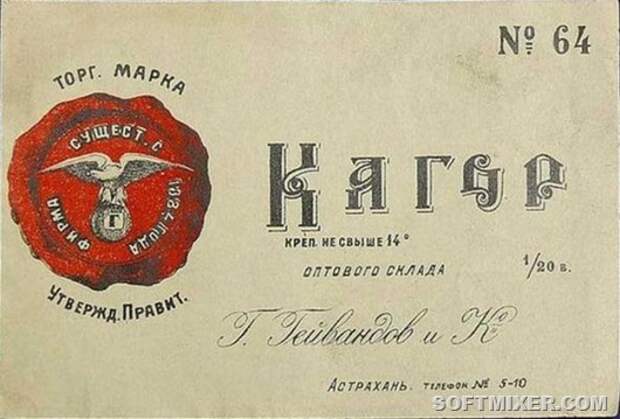 № 64
ТОРГ. МАРКА
ФИРМА СУЩЕСТ. С 1884 ГОДА
Г
УТВЕРЖД. ПРАВИТ.
КАГОР
КРЕП. НЕ СВЫШЕ 14°
ОПТОВОГО СКЛАДА
1/20 В.
Г. Гейвандов и Ко
АСТРАХАНЬ. ТЕЛЕФОН № 5-10
SOFTMIXER.COM